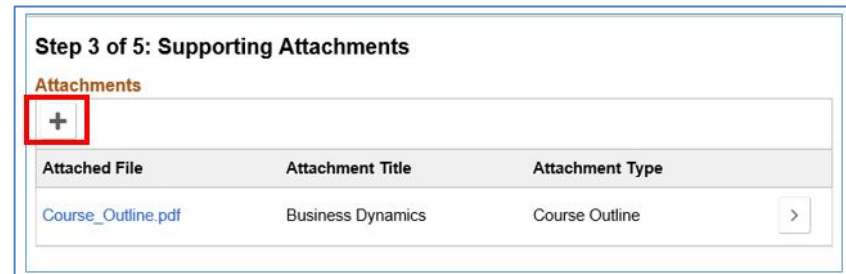 Step 3 of 5: Supporting Attachments
Attachments
+
Attached File Attachment Title Attachment Type
Course_Outline.pdf Business Dynamics Course Outline >